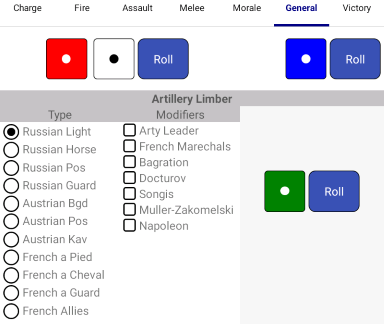 Charge Fire Assault Melee Morale General Victory
Roll Roll
Artillery Limber
Type Modifiers
Russian Light Arty Leader
Russian Horse French Marechals
Russian Pos Bagration
Russian Guard Docturov
Austrian Bgd Songis
Austrian Pos Muller-Zakomelski
Austrian Kav Napoleon
French a Pied
French a Cheval
French a Guard
French Allies
Roll